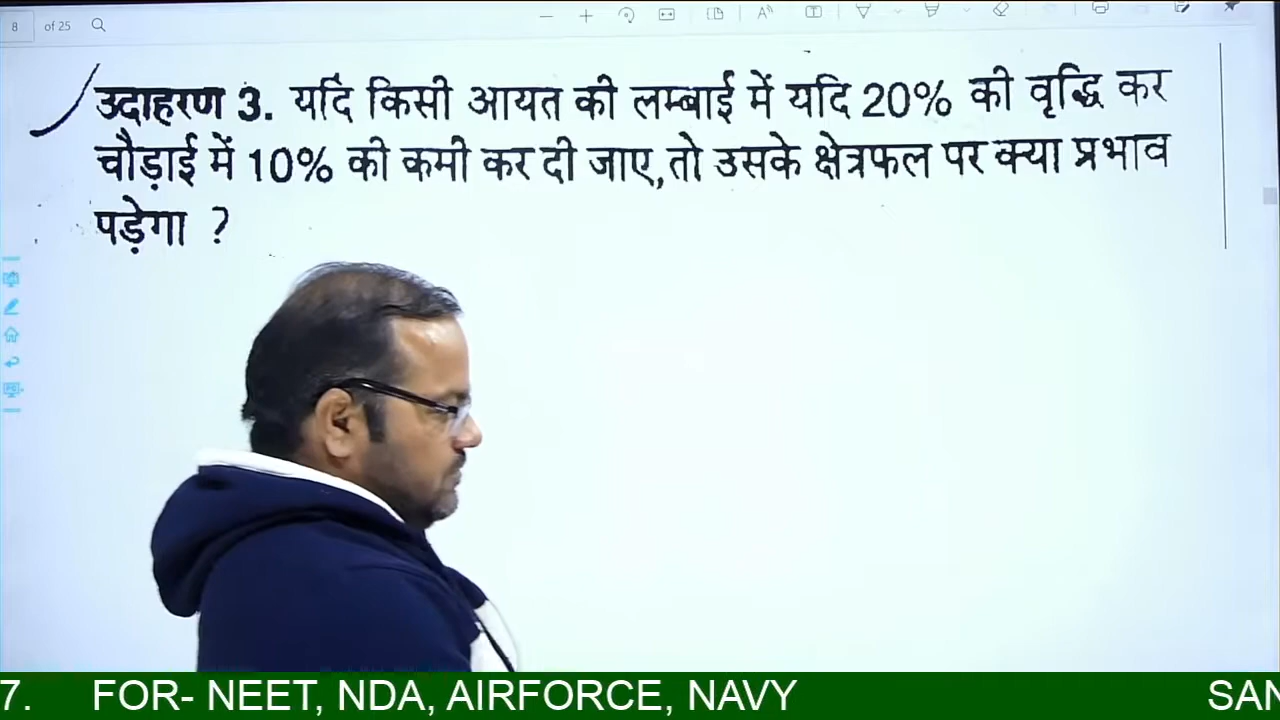 8 of 25
उदाहरण 3. यदि किसी आयत की लम्बाई में यदि 20% की वृद्धि कर
चौड़ाई में 10% की कमी कर दी जाए, तो उसके क्षेत्रफल पर क्या प्रभाव
पड़ेगा ?
7. FOR- NEET, NDA, AIRFORCE, NAVY SAN